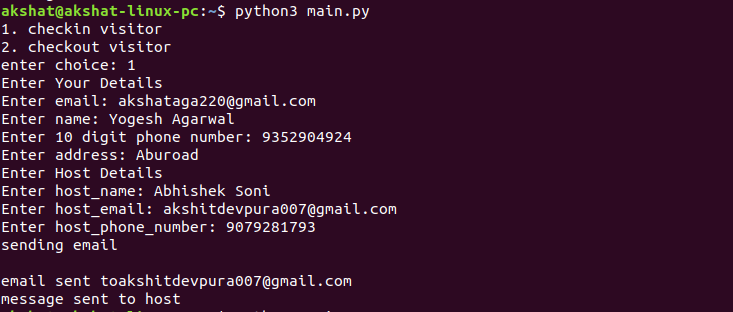 akshat@akshat-linux-pc:~$ python3 main.py
1. checkin visitor
2. checkout visitor
enter choice: 1
Enter Your Details
Enter email: akshataga220@gmail.com
Enter name: Yogesh Agarwal
Enter 10 digit phone number: 9352904924
Enter address: Aburoad
Enter Host Details
Enter host_name: Abhishek Soni
Enter host_email: akshitdevpura007@gmail.com
Enter host_phone_number: 9079281793
sending email
email sent toakshitdevpura007@gmail.com
message sent to host